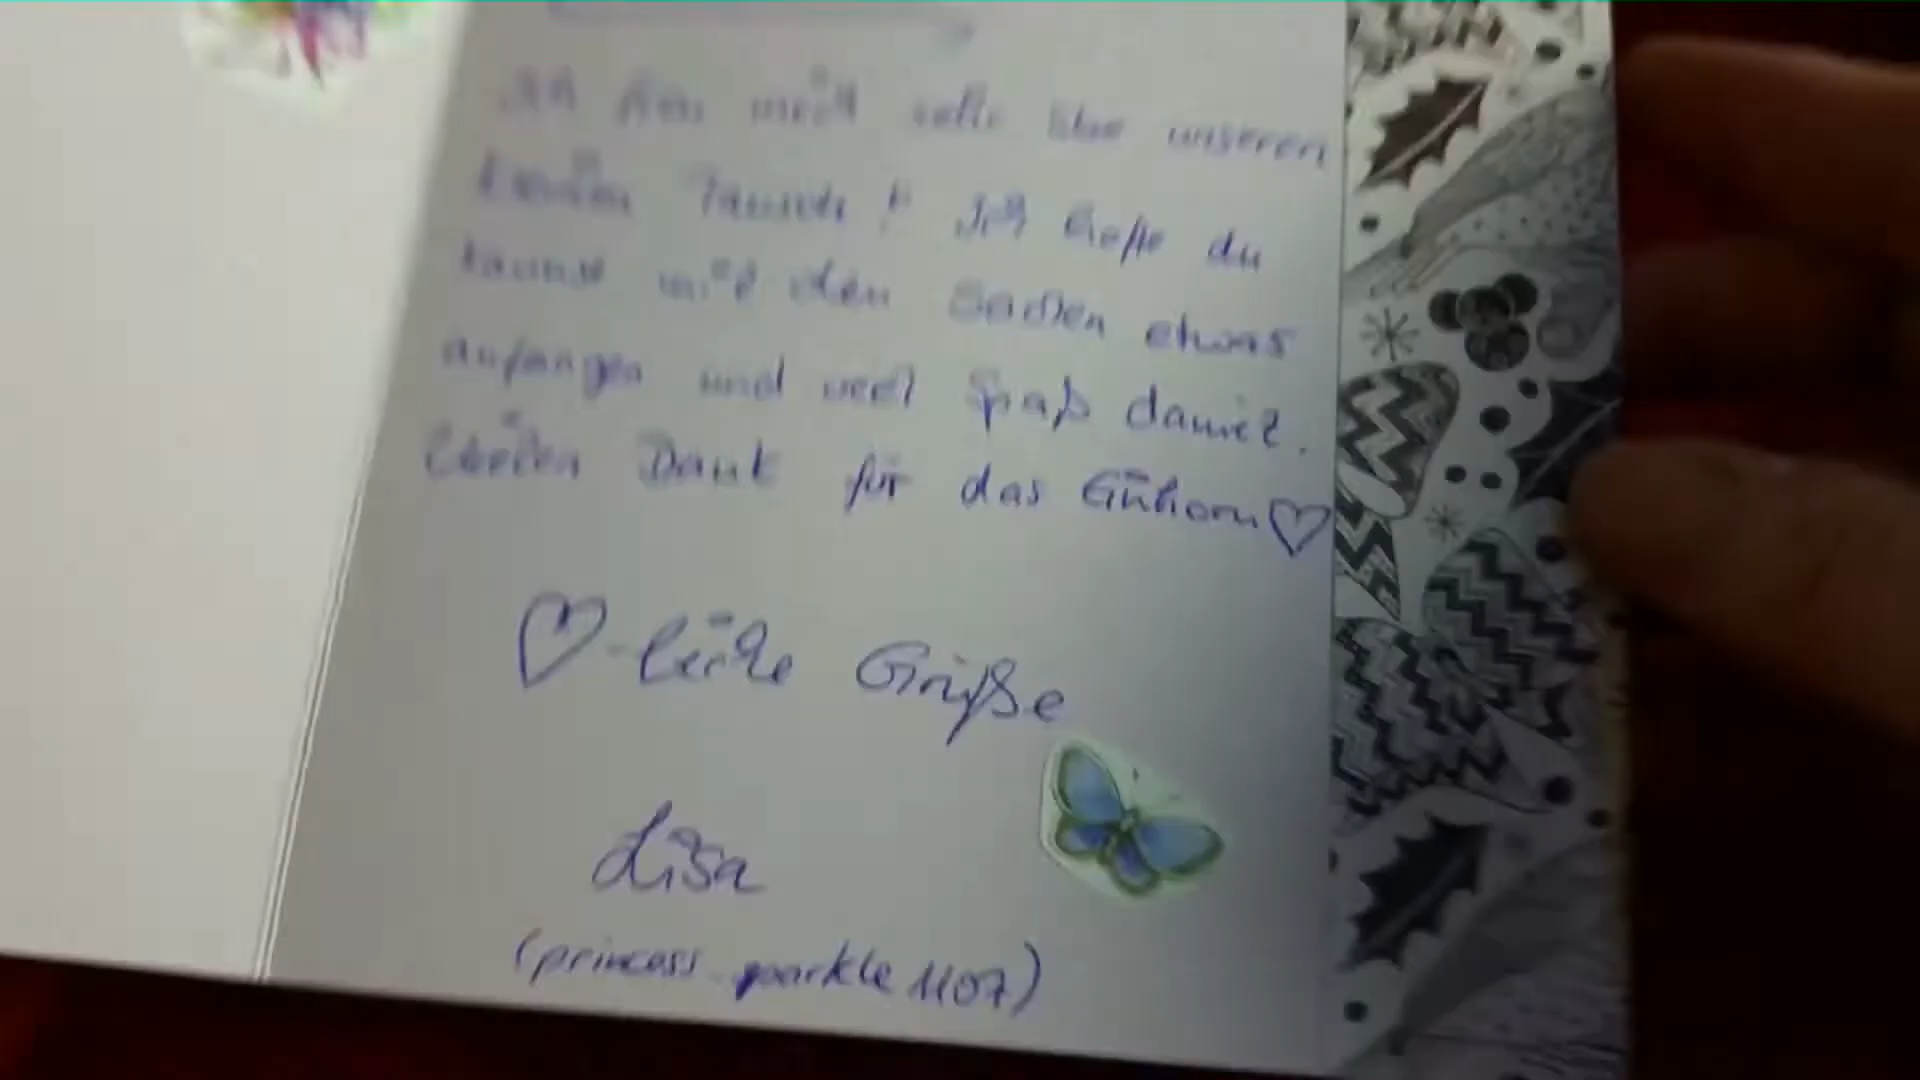 Ich freu mich sehr über unseren
kleinen Tausch! Ich hoffe du
kannst mit den Sachen etwas
anfangen und viel Spaß damit.
lieben Dank für das Einhorn♡
♡-liche Grüße
Lisa
(princess_sparkle1107)